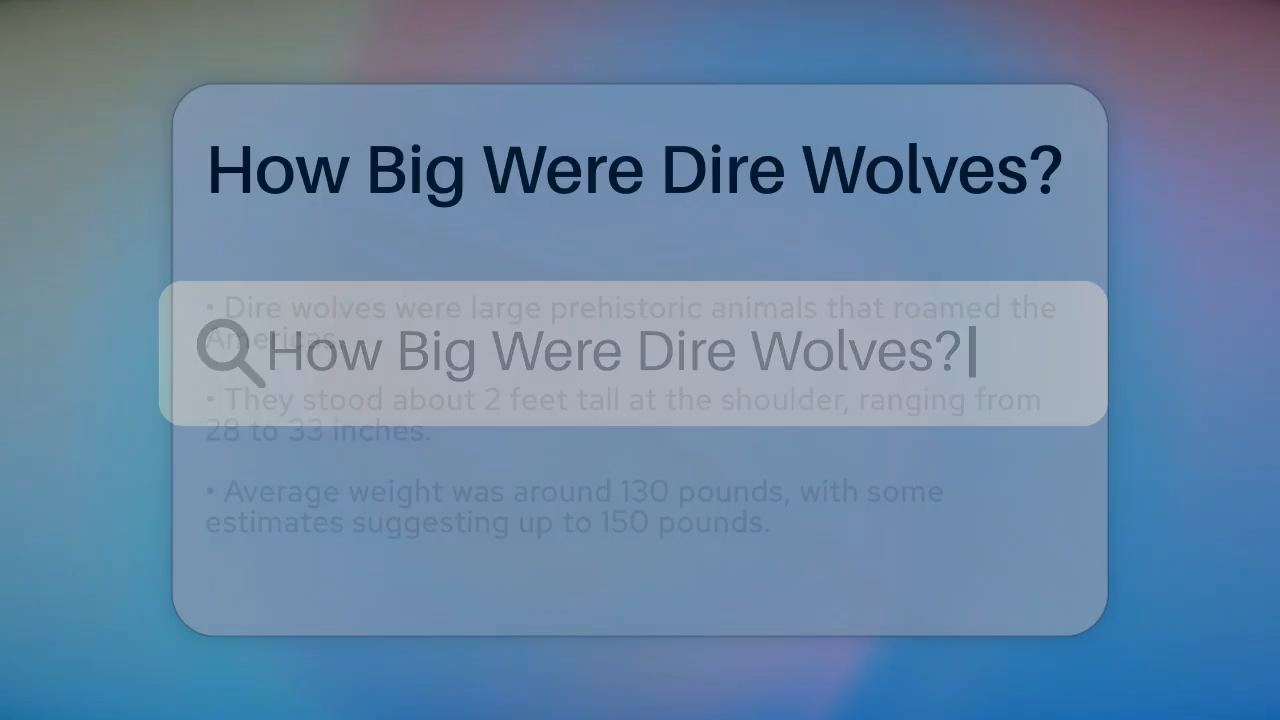 How Big Were Dire Wolves?
• Dire wolves were large prehistoric animals that roamed the
Americas.
How Big Were Dire Wolves?
• They stood about 2 feet tall at the shoulder, ranging from
28 to 33 inches.
• Average weight was around 130 pounds, with some
estimates suggesting up to 150 pounds.